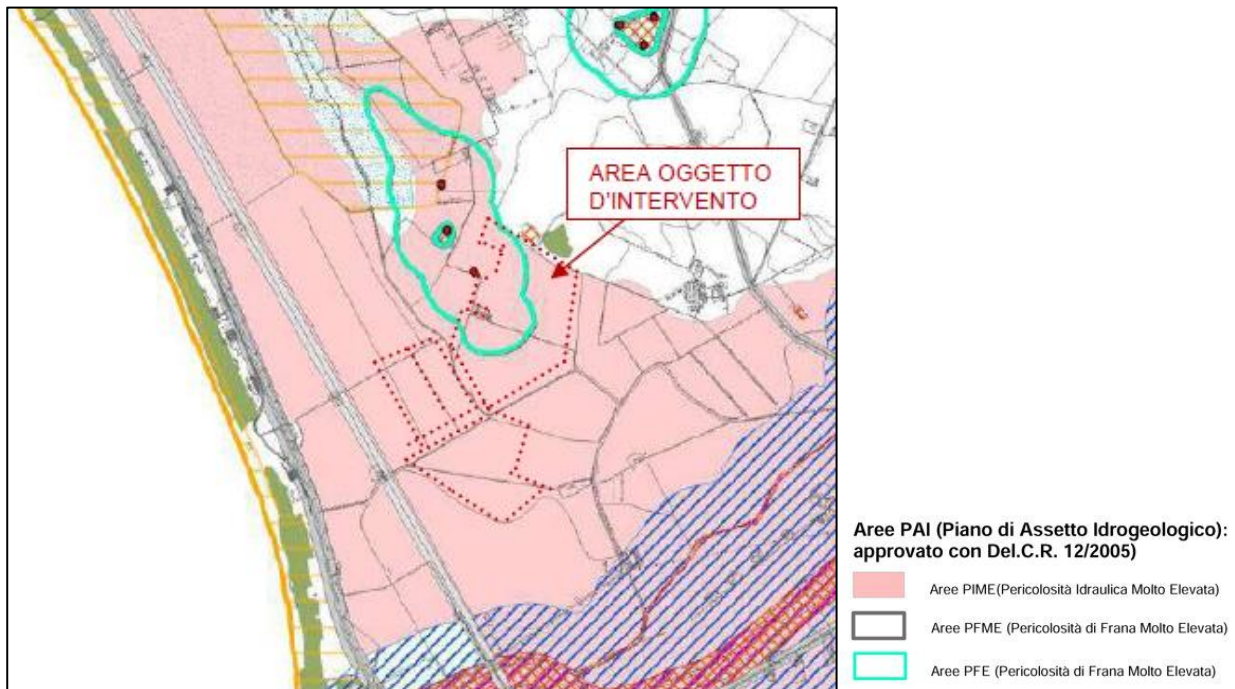 AREA OGGETTO
D'INTERVENTO
Aree PAI (Piano di Assetto Idrogeologico):
approvato con Del.C.R. 12/2005)
Aree PIME(Pericolosità Idraulica Molto Elevata)
Aree PFME (Pericolosità di Frana Molto Elevata)
Aree PFE (Pericolosità di Frana Molto Elevata)